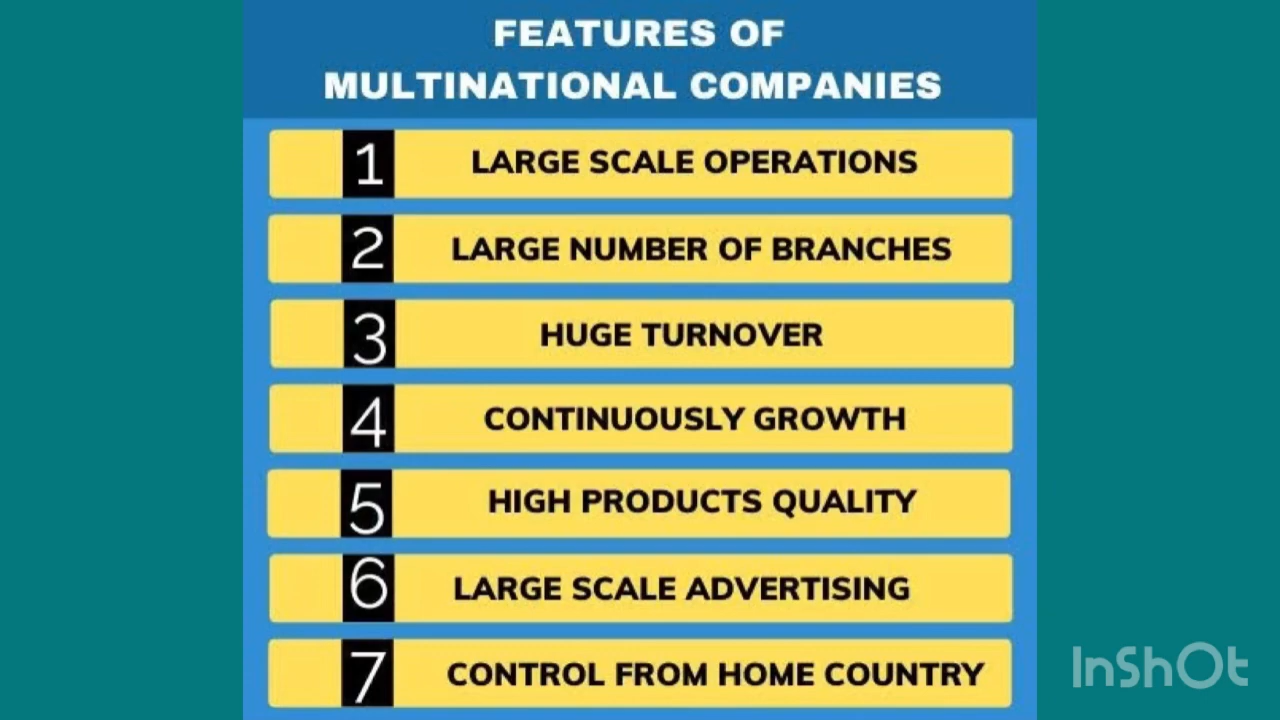 FEATURES OF
MULTINATIONAL COMPANIES
1 LARGE SCALE OPERATIONS
2 LARGE NUMBER OF BRANCHES
3 HUGE TURNOVER
4 CONTINUOUSLY GROWTH
5 HIGH PRODUCTS QUALITY
6 LARGE SCALE ADVERTISING
7 CONTROL FROM HOME COUNTRY
InShOt